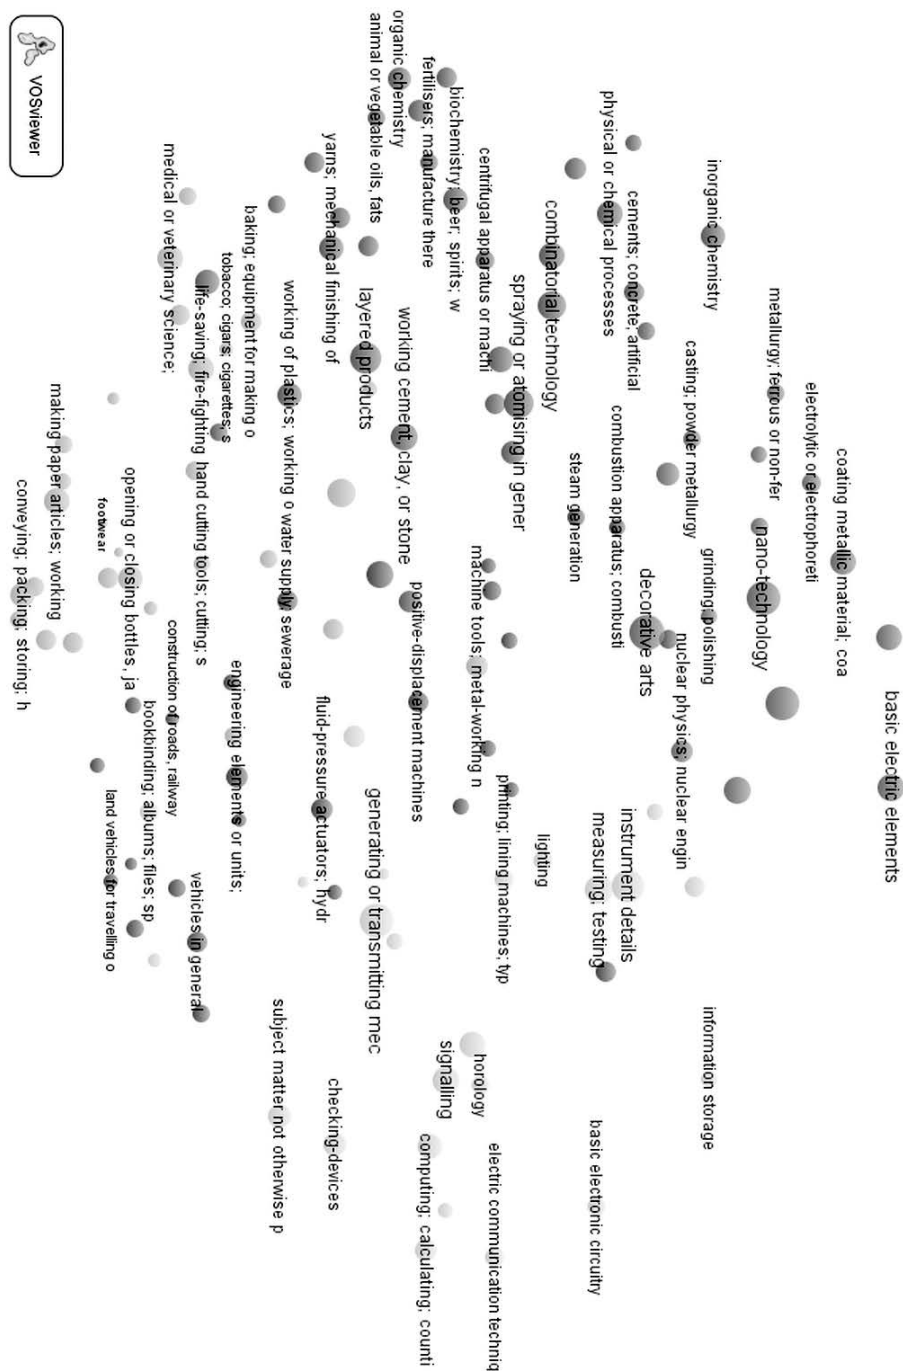 VOSviewer
organic chemistry
animal or vegetable oils, fats
fertilisers; manufacture there
biochemistry; beer; spirits; w
yarns; mechanical finishing of
medical or veterinary science;
centrifugal apparatus or machi
physical or chemical processes
inorganic chemistry
cements; concrete; artificial
combinatorial technology
baking; equipment for making o
tobacco; cigars; cigarettes; s
life-saving; fire-fighting
working of plastics; working o
layered products
working cement, clay, or stone
spraying or atomising in gener
metallurgy; ferrous or non-fer
casting; powder metallurgy
electrolytic or electrophoreti
coating metallic material; coa
combustion apparatus; combusti
steam generation
making paper articles; working
conveying; packing; storing; h
opening or closing bottles, ja
footwear
hand cutting tools; cutting; s
water supply; sewerage
machine tools; metal-working n
positive-displacement machines
decorative arts
grinding; polishing
nano-technology
nuclear physics; nuclear engin
basic electric elements
construction of roads, railway
bookbinding; albums; files; sp
engineering elements or units;
fluid-pressure actuators; hydr
land vehicles for travelling o
vehicles in general
generating or transmitting mec
printing; lining machines; typ
lighting
instrument details
measuring; testing
subject matter not otherwise p
checking-devices
signalling
horology
information storage
computing; calculating; counti
electric communication techniq
basic electronic circuitry